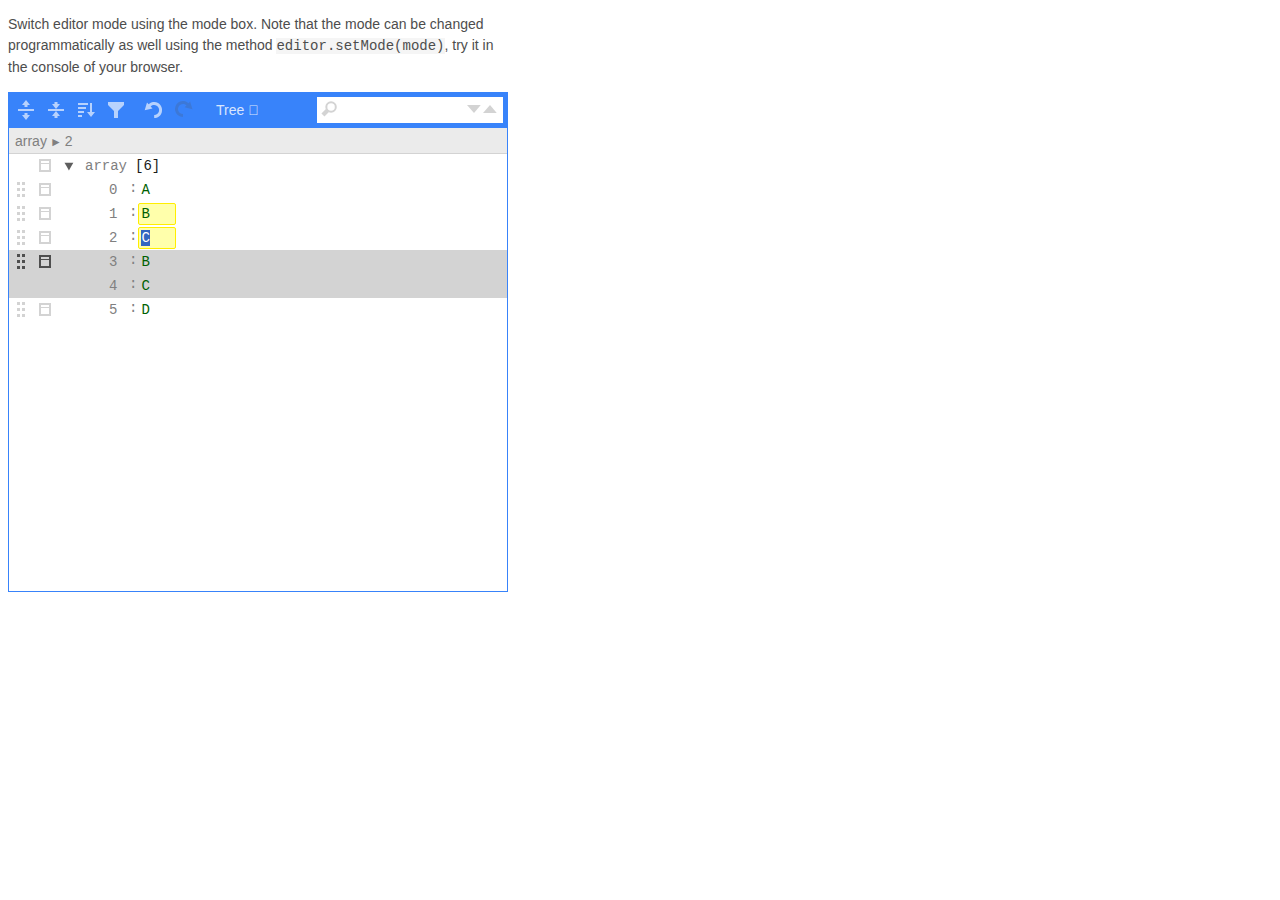 Switch editor mode using the mode box. Note that the mode can be changed
programmatically as well using the method editor.setMode(mode), try it in
the console of your browser.
Tree
array ► 2
▼ array [6]
0 : A
1 : B
2 : C
3 : B
4 : C
5 : D